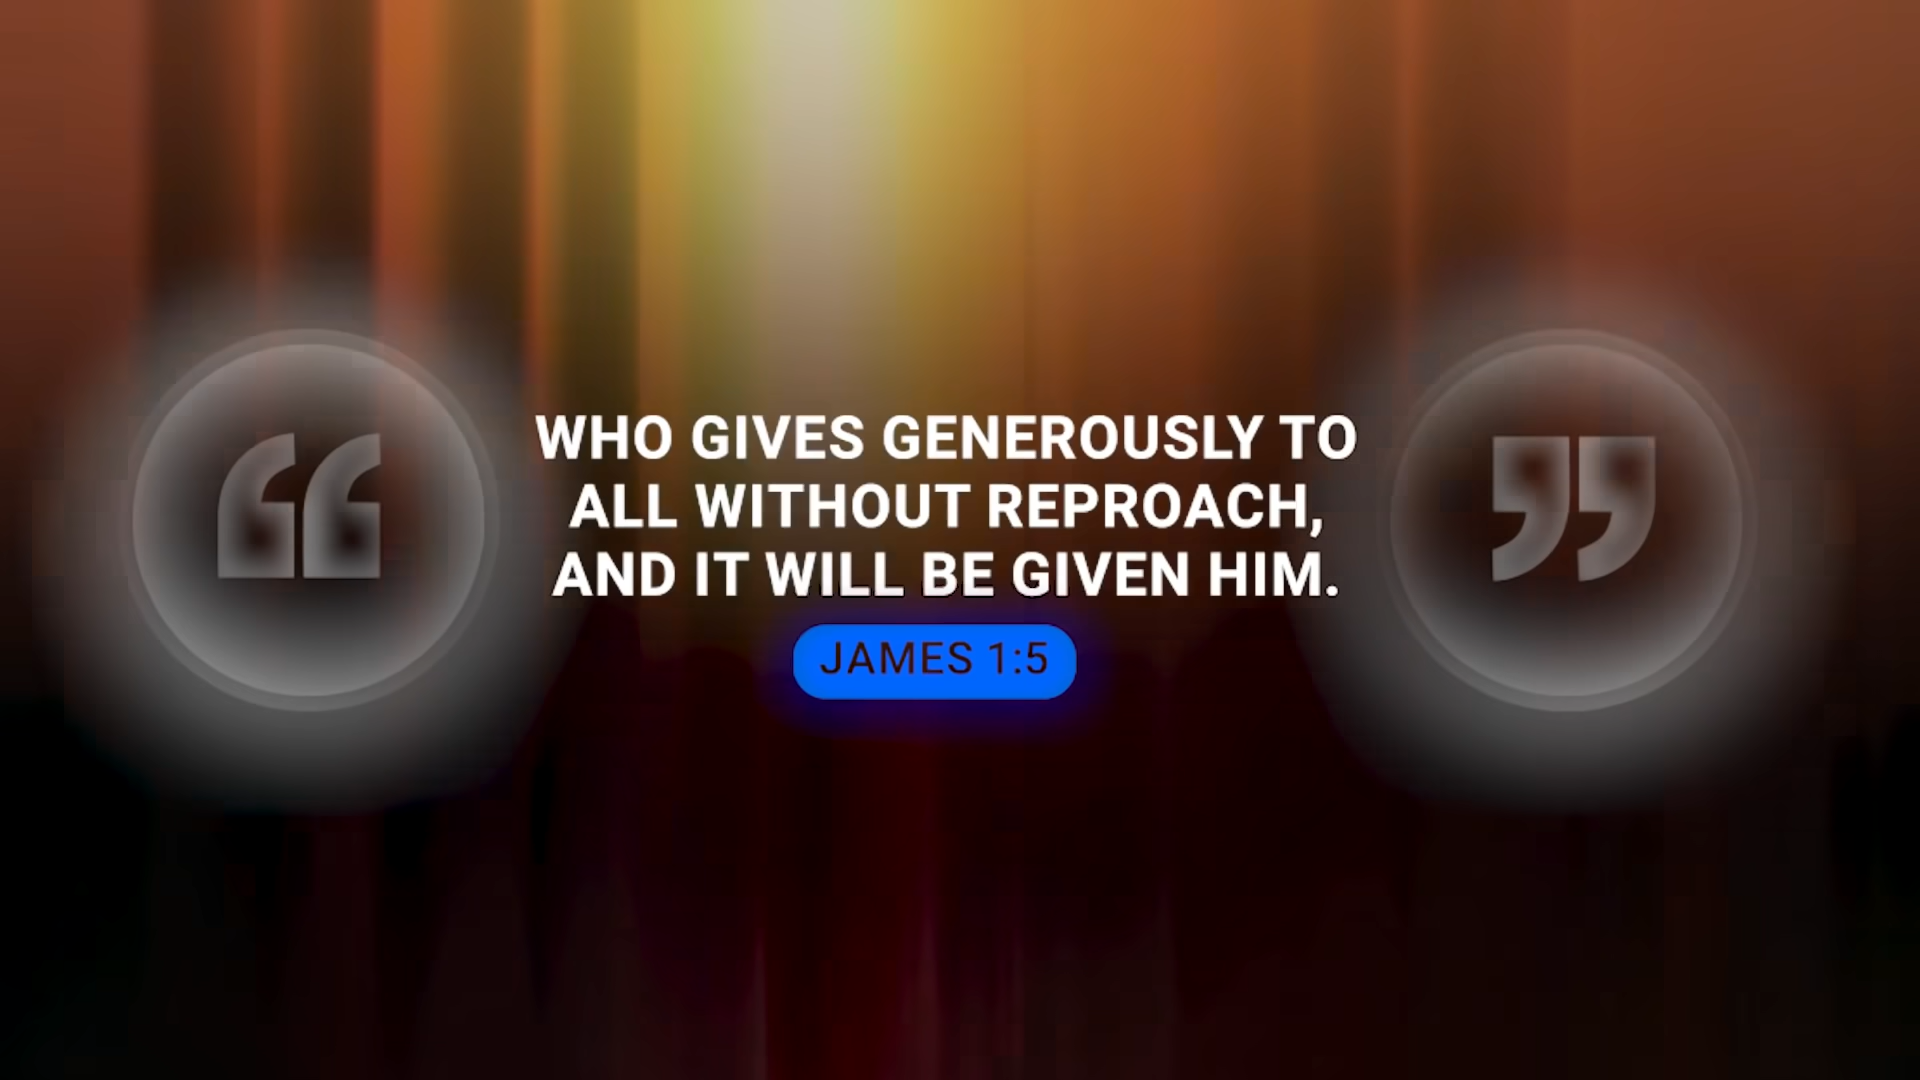 WHO GIVES GENEROUSLY TO
ALL WITHOUT REPROACH,
AND IT WILL BE GIVEN HIM.
JAMES 1:5